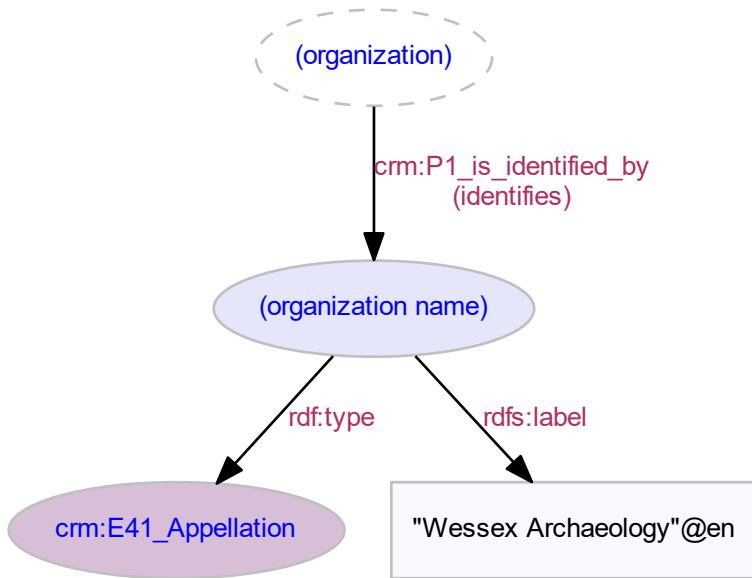 (organization)
crm:P1_is_identified_by
(identifies)
(organization name)
rdf:type
rdfs:label
crm:E41_Appellation
"Wessex Archaeology"@en